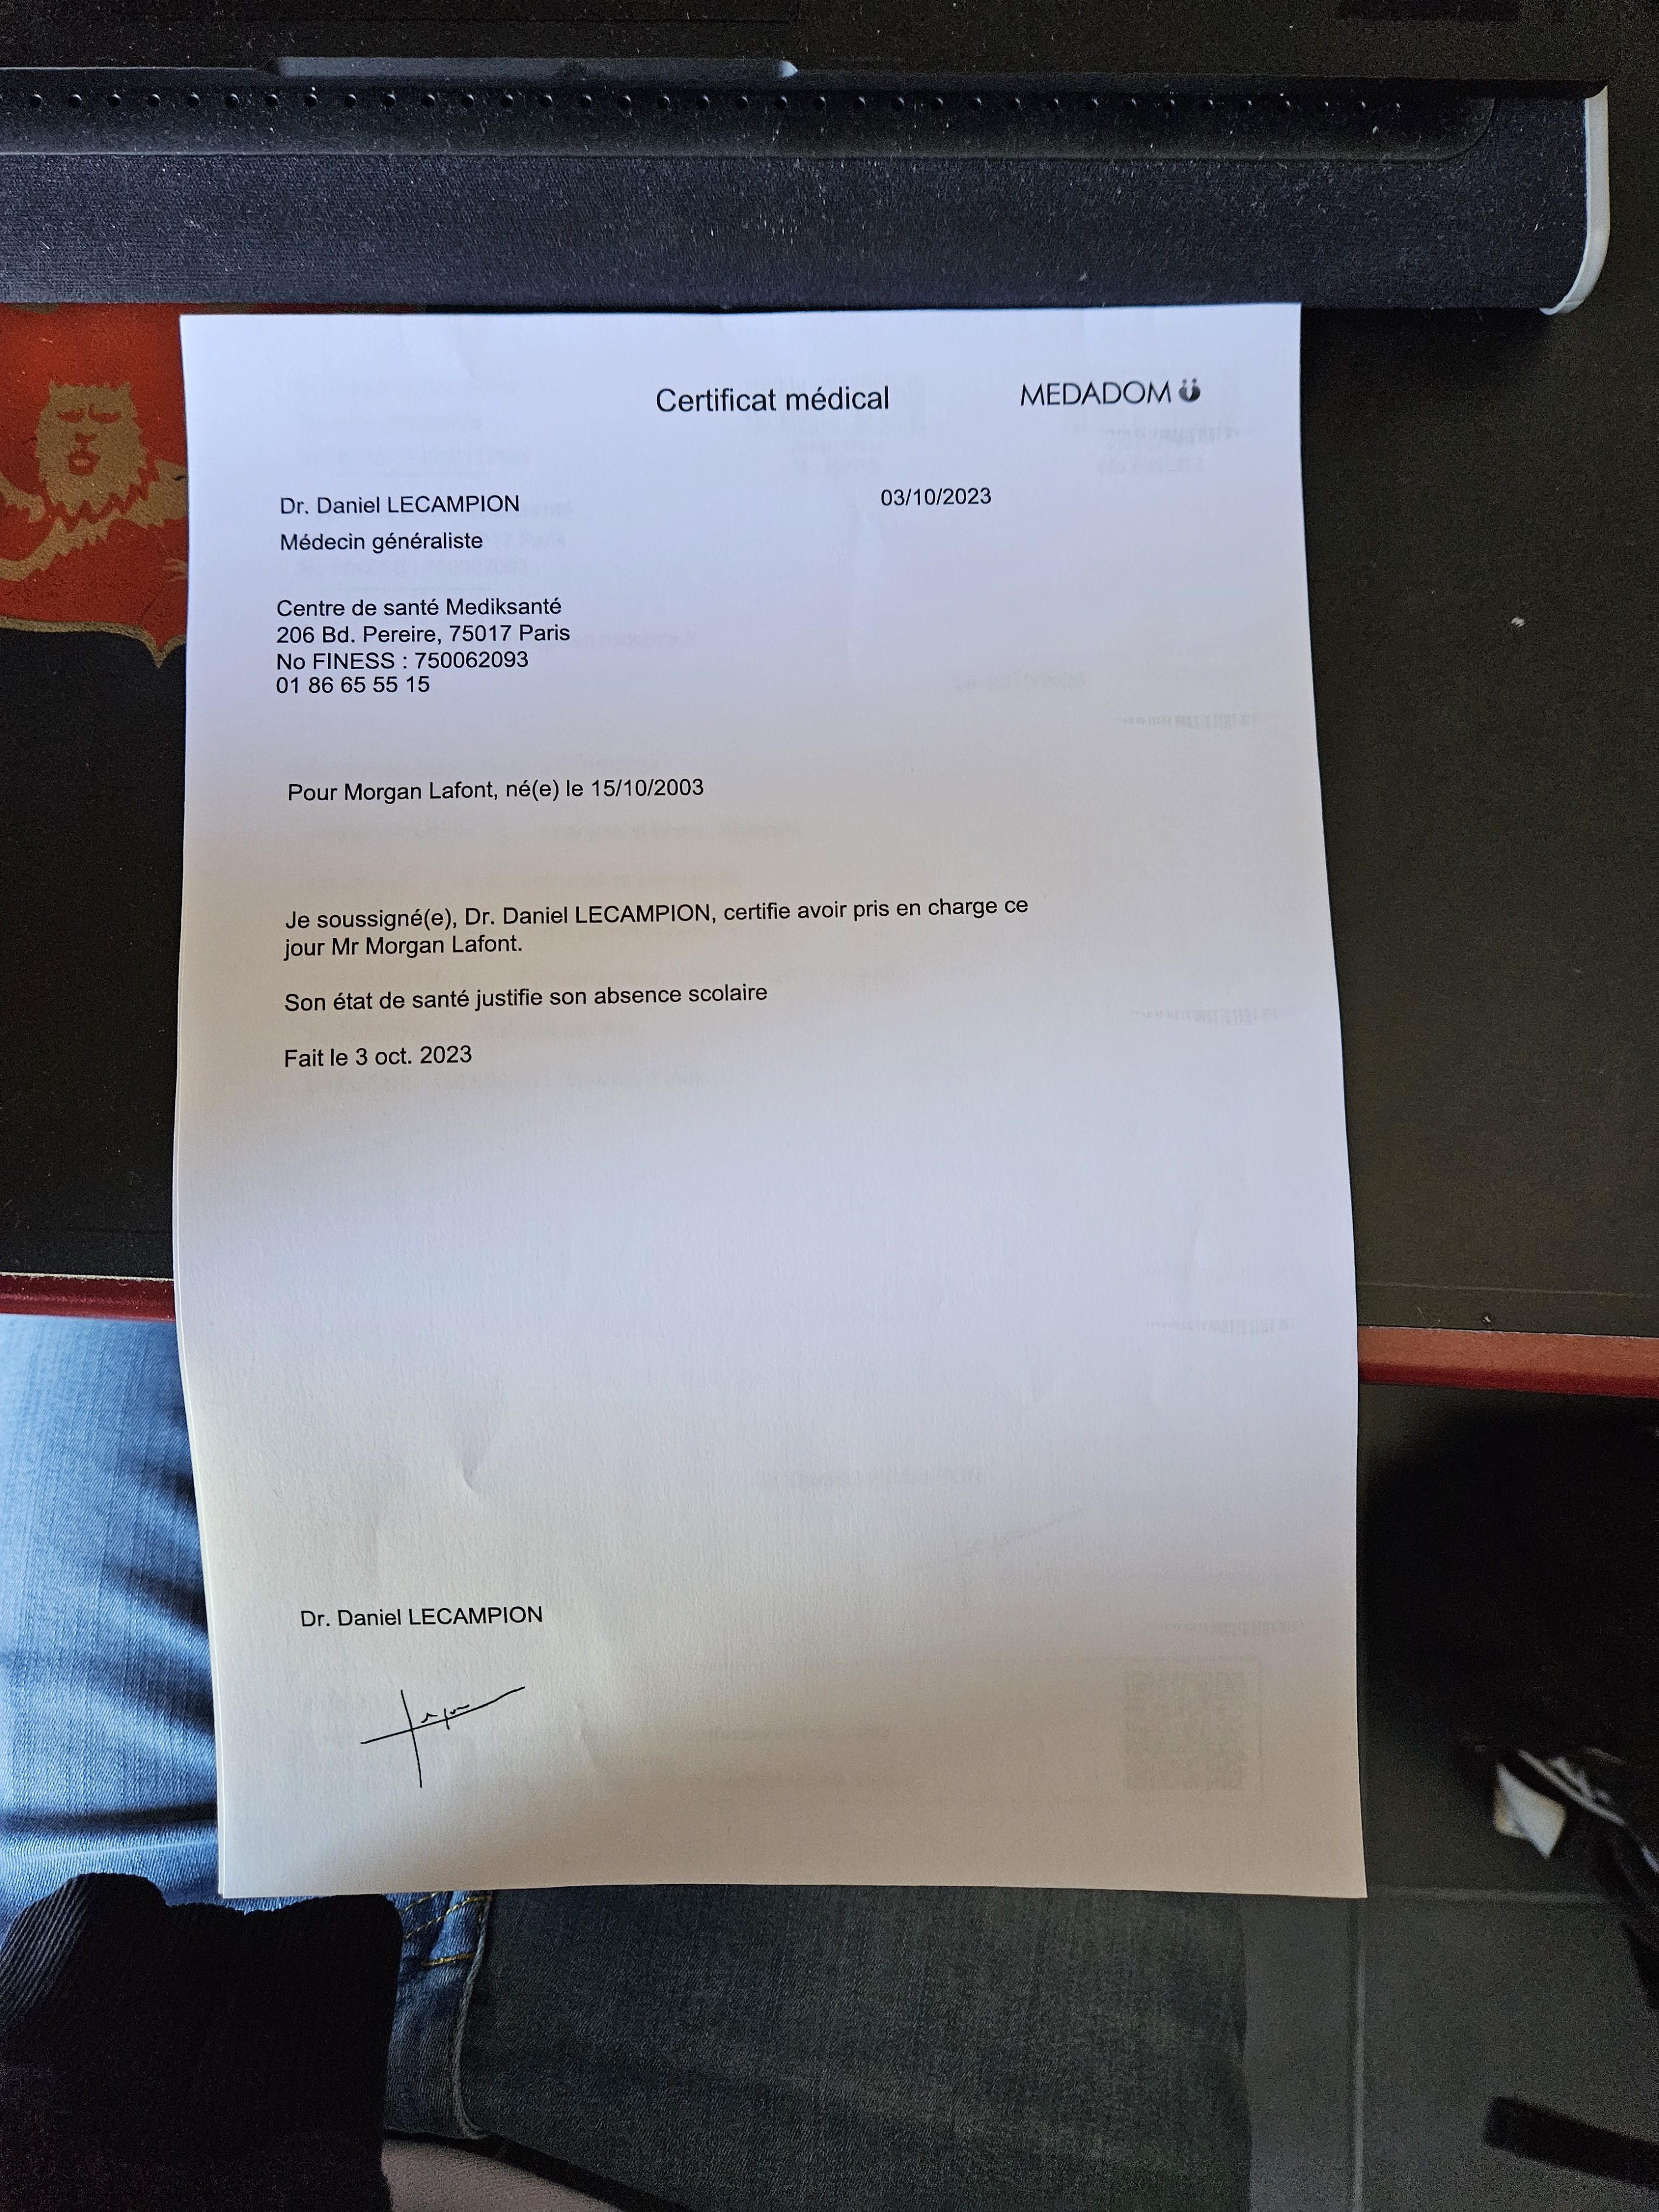 Certificat médical
MEDADOM
Dr. Daniel LECAMPION
03/10/2023
Médecin généraliste
Centre de santé Mediksanté
206 Bd. Pereire, 75017 Paris
No FINESS : 750062093
01 86 65 55 15
Pour Morgan Lafont, né(e) le 15/10/2003
Je soussigné(e), Dr. Daniel LECAMPION, certifie avoir pris en charge ce
jour Mr Morgan Lafont.
Son état de santé justifie son absence scolaire
Fait le 3 oct. 2023
Dr. Daniel LECAMPION